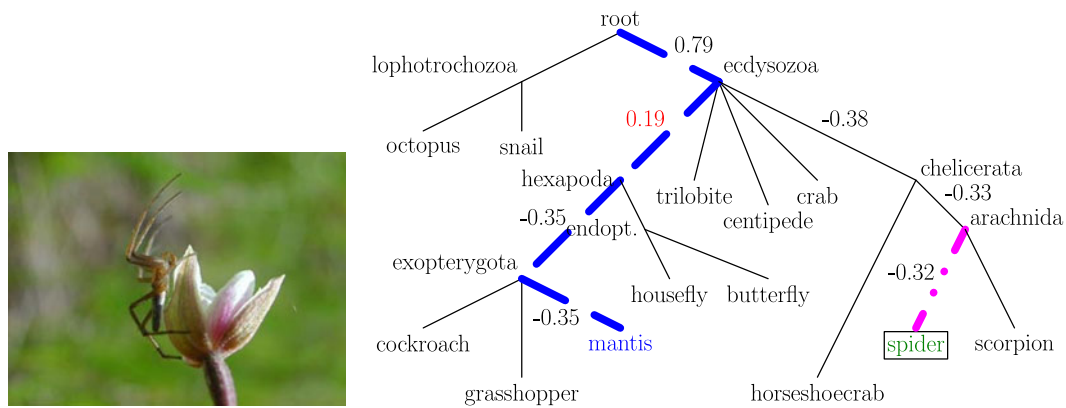 root
0.79
lophotrochozoa
ecdysozoa
0.19
-0.38
octopus
snail
hexapoda
trilobite
centipede
crab
chelicerata
-0.33
-0.35
endopt.
arachnida
exopterygota
-0.32
housefly
butterfly
-0.35
cockroach
mantis
spider
scorpion
grasshopper
horseshoecrab